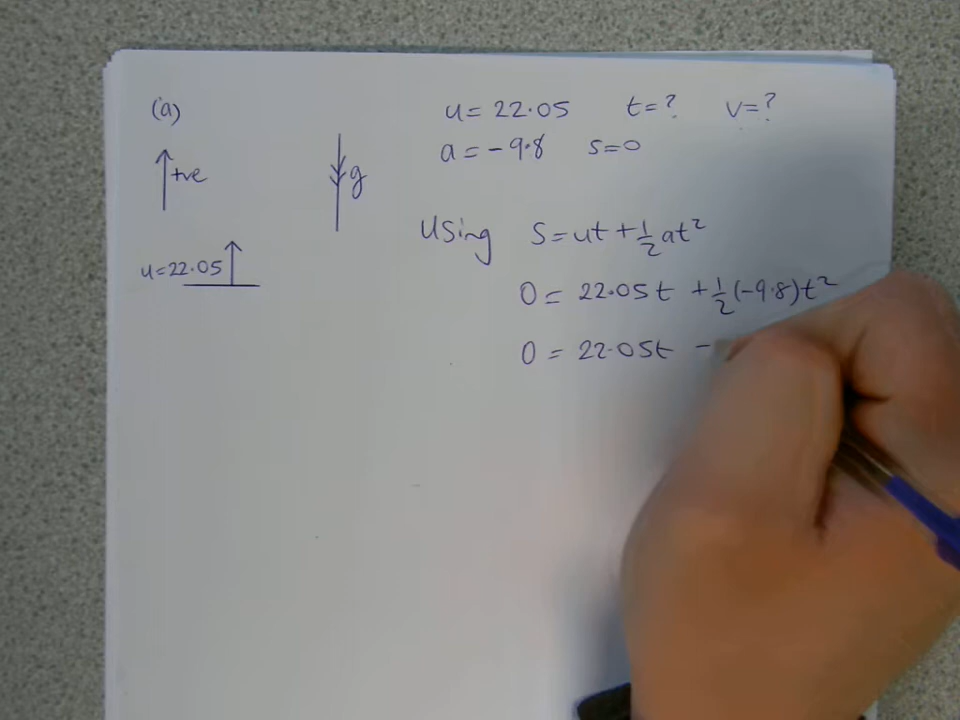 (a)
u = 22.05 t = ? v = ?
a = -9.8 s = 0
+ve
g
u = 22.05
Using s = ut + ½at²
0 = 22.05t + ½(-9.8)t²
0 = 22.05t -